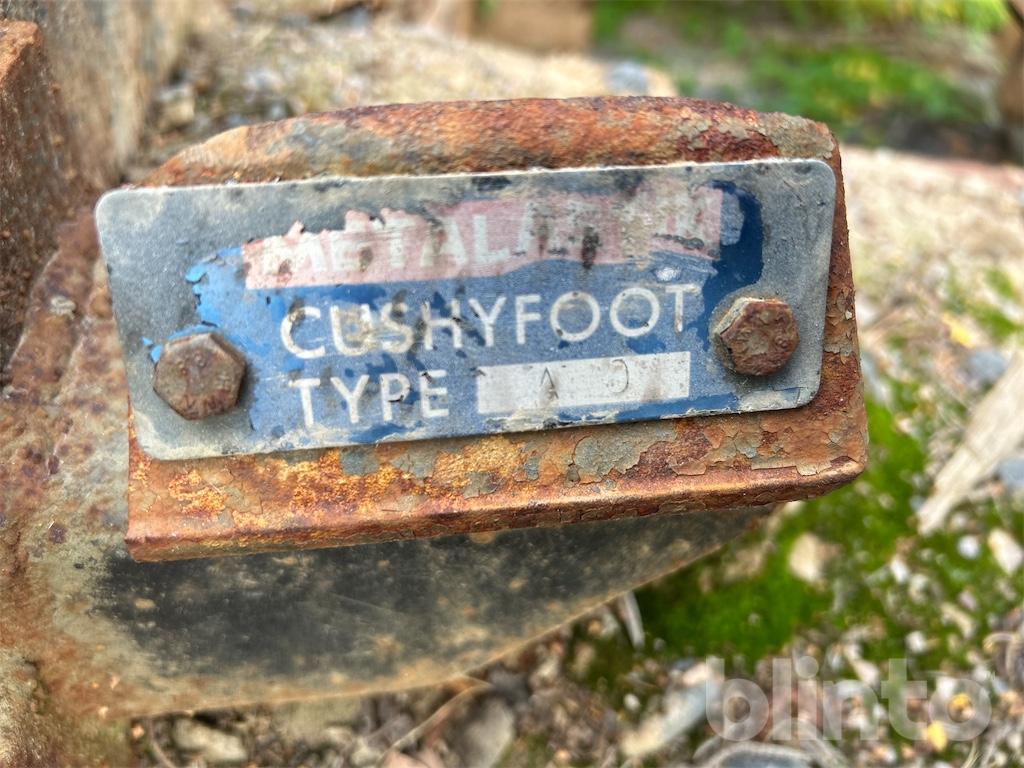 CUSHYFOOT
TYPE A D
blinto